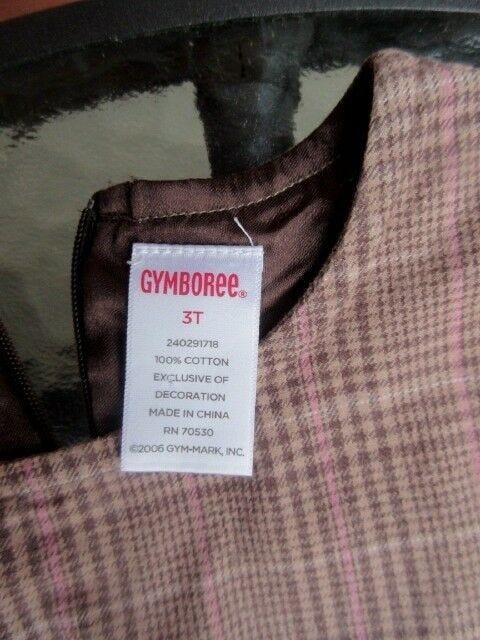 GYMBOREE®
3T
240291718
100% COTTON
EXCLUSIVE OF
DECORATION
MADE IN CHINA
RN 70530
©2006 GYM-MARK, INC.